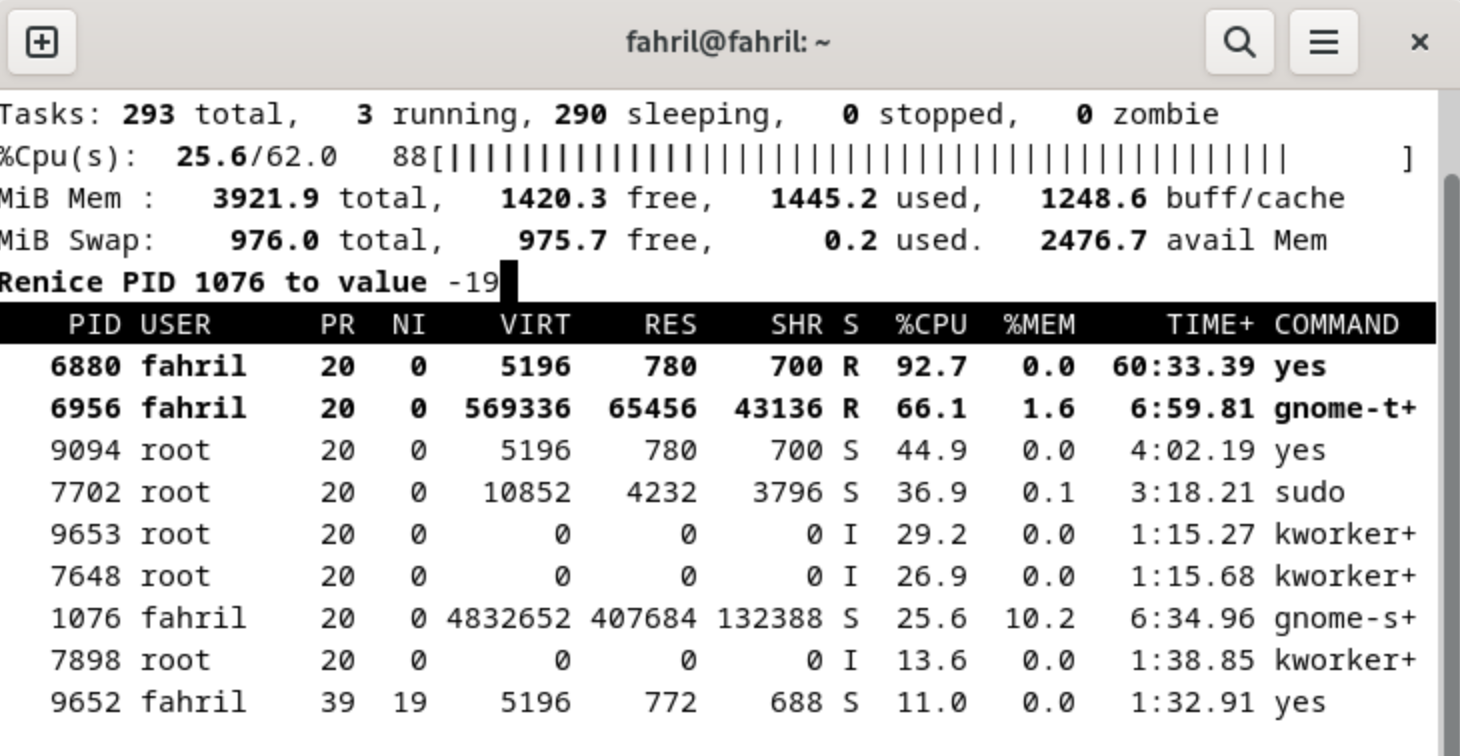 fahril@fahril: ~
Tasks: 293 total,   3 running, 290 sleeping,   0 stopped,   0 zombie
%Cpu(s):  25.6/62.0   88[||||||||||||||||||||||||||||||||||||||||||||||||      ]
MiB Mem :   3921.9 total,   1420.3 free,   1445.2 used,   1248.6 buff/cache
MiB Swap:    976.0 total,    975.7 free,      0.2 used.   2476.7 avail Mem
Renice PID 1076 to value -19
    PID USER      PR  NI    VIRT    RES    SHR S  %CPU  %MEM     TIME+ COMMAND
   6880 fahril    20   0    5196    780    700 R  92.7   0.0  60:33.39 yes
   6956 fahril    20   0  569336  65456  43136 R  66.1   1.6   6:59.81 gnome-t+
   9094 root      20   0    5196    780    700 S  44.9   0.0   4:02.19 yes
   7702 root      20   0   10852   4232   3796 S  36.9   0.1   3:18.21 sudo
   9653 root      20   0       0      0      0 I  29.2   0.0   1:15.27 kworker+
   7648 root      20   0       0      0      0 I  26.9   0.0   1:15.68 kworker+
   1076 fahril    20   0 4832652 407684 132388 S  25.6  10.2   6:34.96 gnome-s+
   7898 root      20   0       0      0      0 I  13.6   0.0   1:38.85 kworker+
   9652 fahril    39  19    5196    772    688 S  11.0   0.0   1:32.91 yes